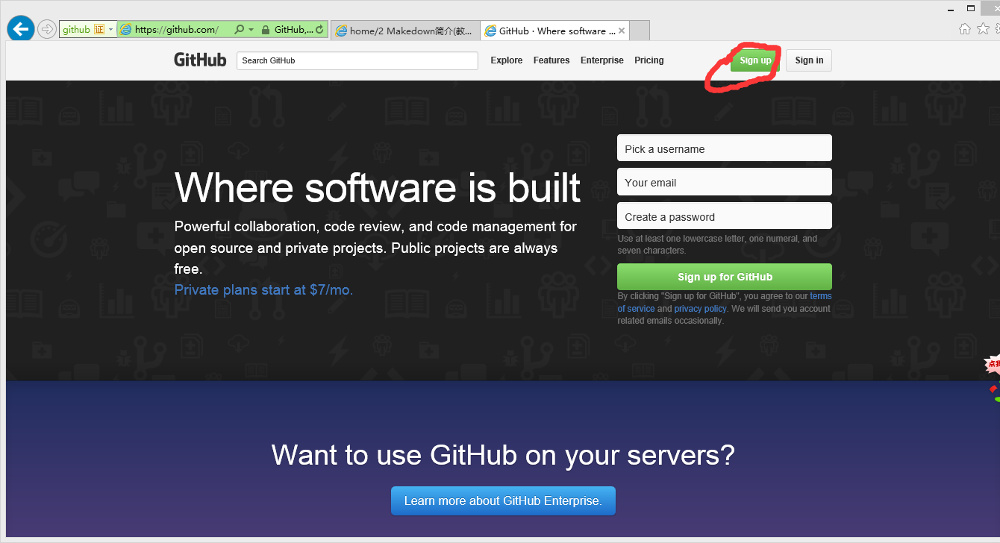 github 证
https://github.com/
GitHub,...
home/2 Makedown简介(教...
GitHub · Where software ...
GitHub
Search GitHub
Explore
Features
Enterprise
Pricing
Sign up
Sign in
Where software is built
Powerful collaboration, code review, and code management for
open source and private projects. Public projects are always
free.
Private plans start at $7/mo.
Pick a username
Your email
Create a password
Use at least one lowercase letter, one numeral, and
seven characters.
Sign up for GitHub
By clicking "Sign up for GitHub", you agree to our terms
of service and privacy policy. We will send you account
related emails occasionally.
点我
Want to use GitHub on your servers?
Learn more about GitHub Enterprise.